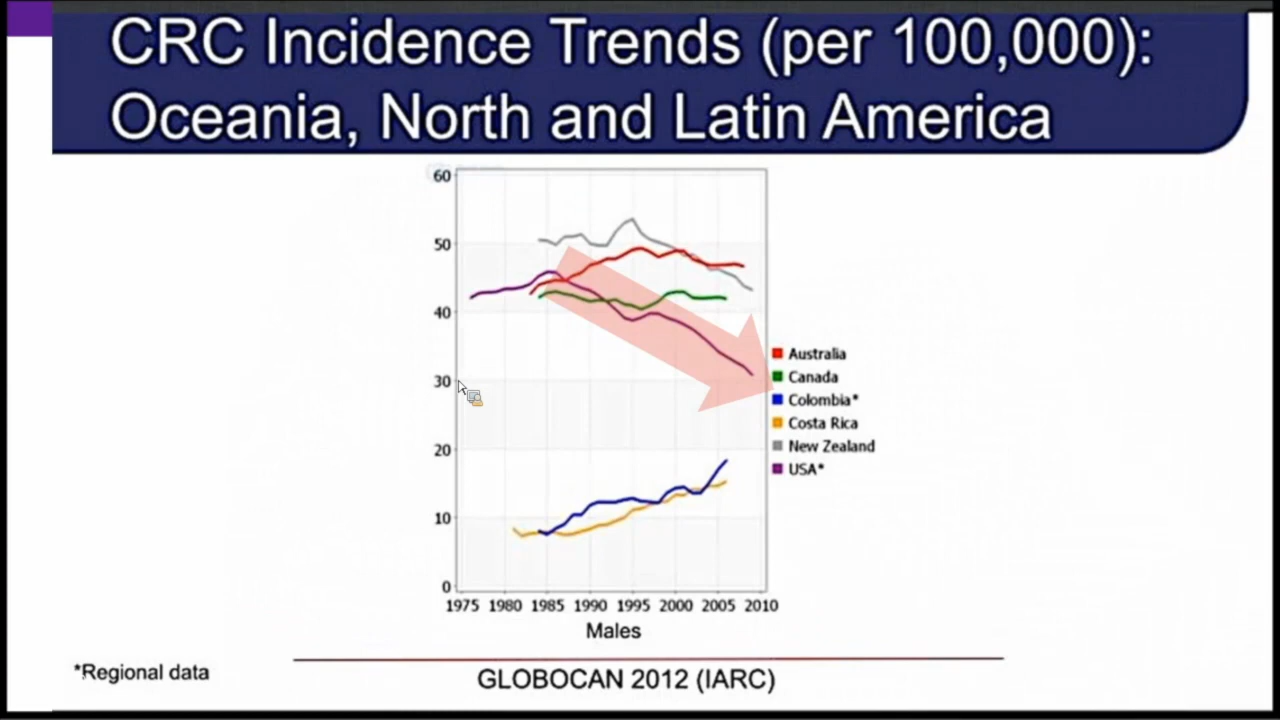 CRC Incidence Trends (per 100,000):
Oceania, North and Latin America
60
50
40
30
20
10
0
1975 1980 1985 1990 1995 2000 2005 2010
Males
Australia
Canada
Colombia*
Costa Rica
New Zealand
USA*
*Regional data
GLOBOCAN 2012 (IARC)